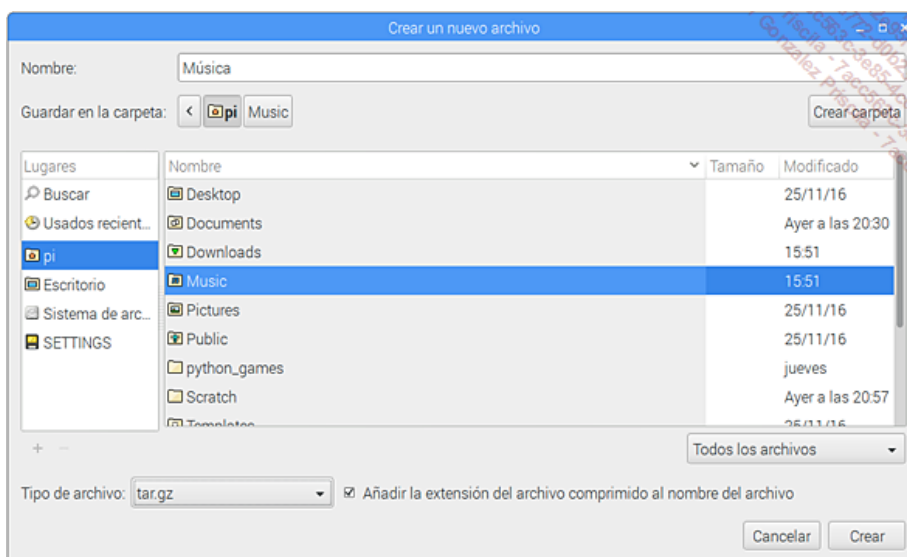 Crear un nuevo archivo
Nombre: Música
Guardar en la carpeta: pi Music Crear carpeta
Lugares Nombre Tamaño Modificado
Buscar Desktop 25/11/16
Usados recient... Documents Ayer a las 20:30
pi Downloads 15:51
Escritorio Music 15:51
Sistema de arc... Pictures 25/11/16
SETTINGS Public 25/11/16
python_games jueves
Scratch Ayer a las 20:57
Templates 25/11/16
Todos los archivos
Tipo de archivo: tar.gz Añadir la extensión del archivo comprimido al nombre del archivo
Cancelar Crear